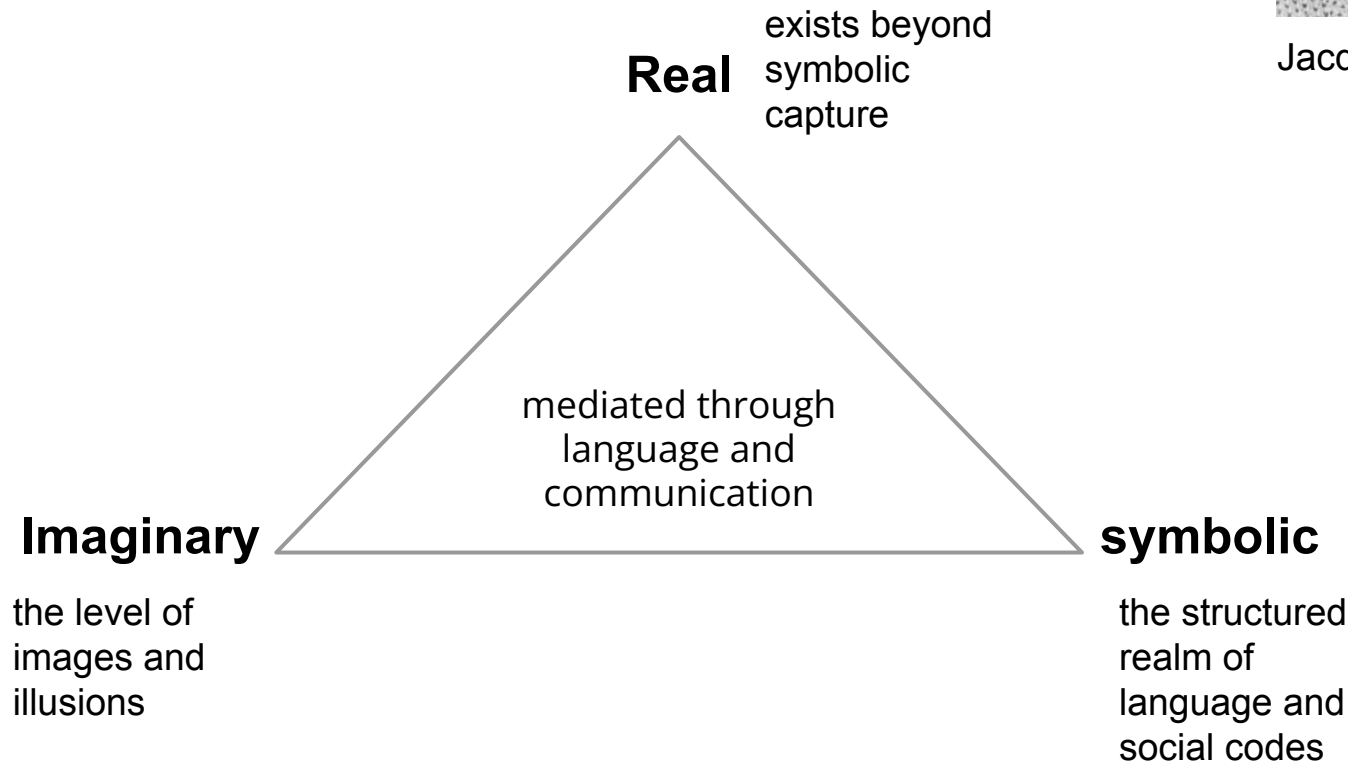 exists beyond
Real
symbolic
capture
mediated through
language and
communication
Imaginary
symbolic
the level of
images and
illusions
the structured
realm of
language and
social codes